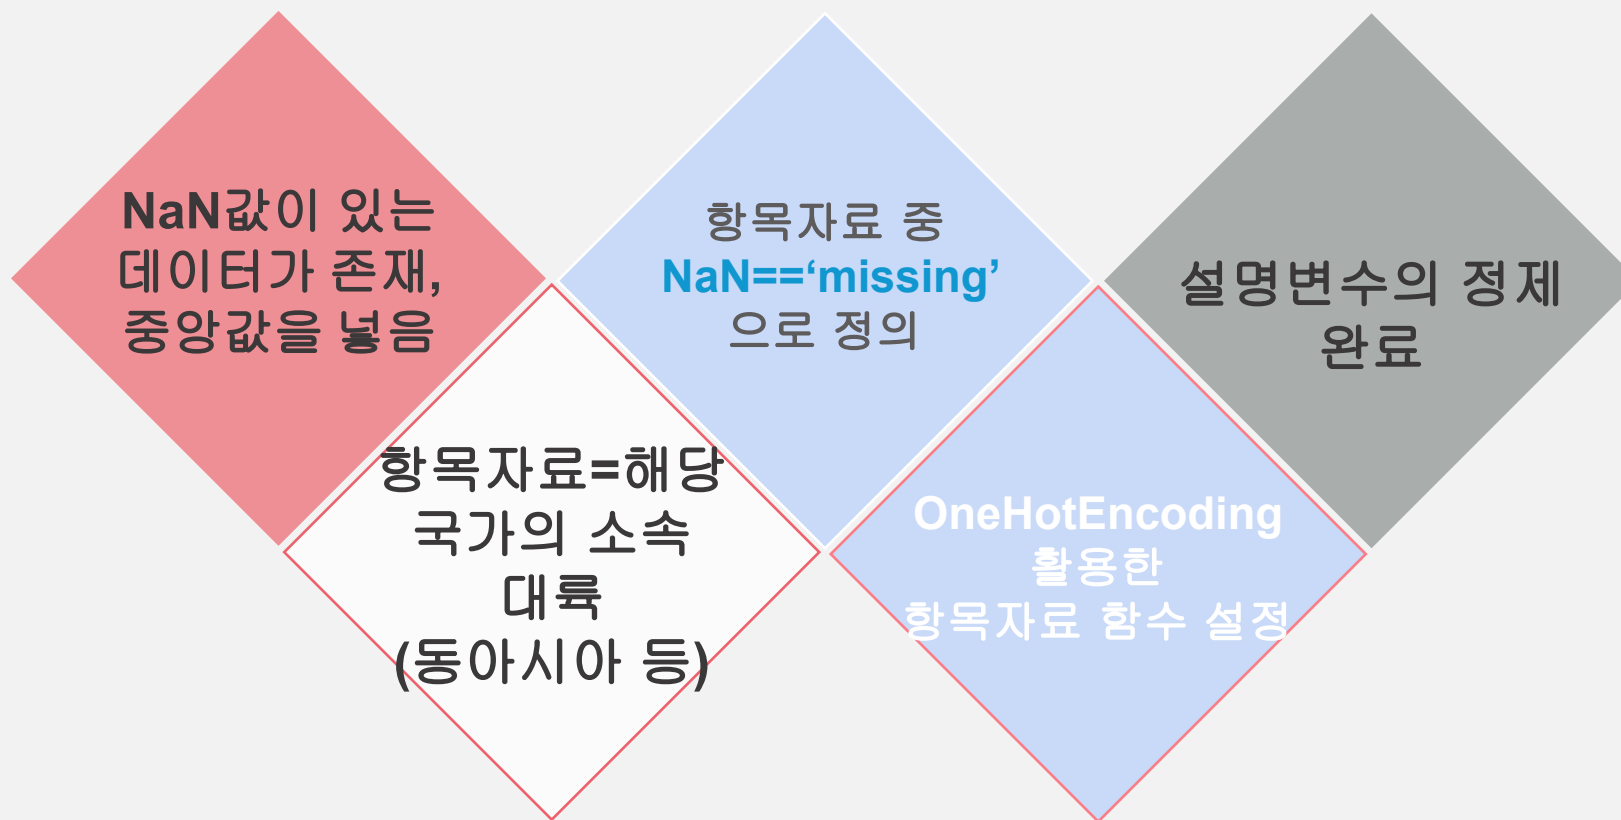 NaN값이 있는
데이터가 존재,
중앙값을 넣음
항목자료=해당
국가의 소속
대륙
(동아시아 등)
항목자료 중
NaN==‘missing’
으로 정의
OneHotEncoding
활용한
항목자료 함수 설정
설명변수의 정제
완료